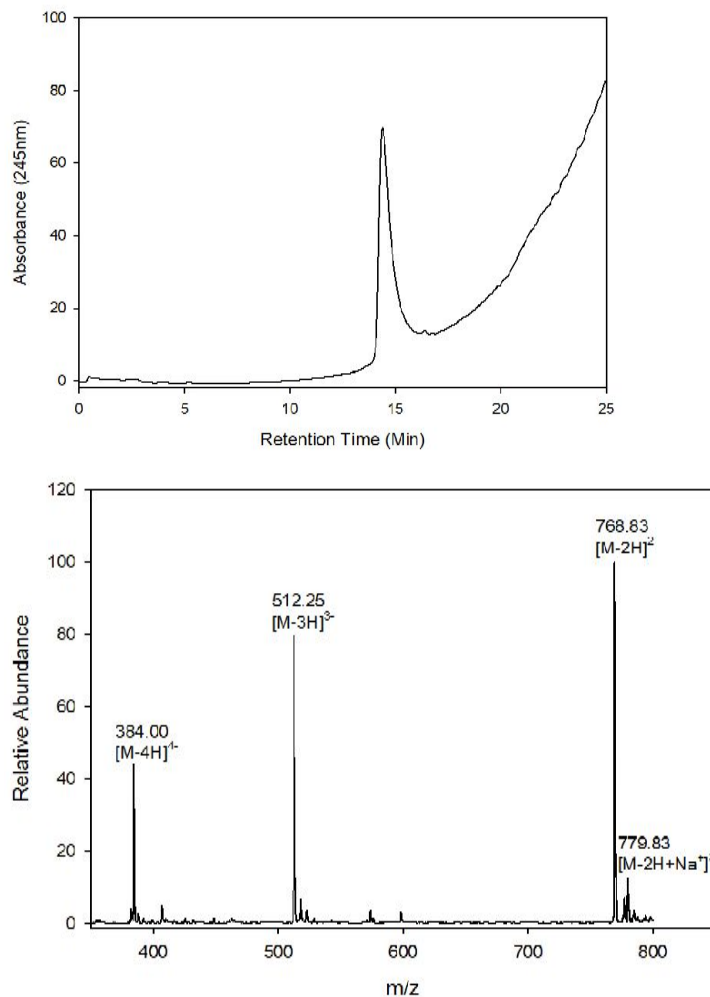 100
80
60
40
20
0
Absorbance (245nm)
0 5 10 15 20 25
Retention Time (Min)
120
100
80
60
40
20
0
Relative Abundance
768.83
[M-2H]2
512.25
[M-3H]3-
384.00
[M-4H]4-
779.83
[M-2H+Na+]
400 500 600 700 800
m/z